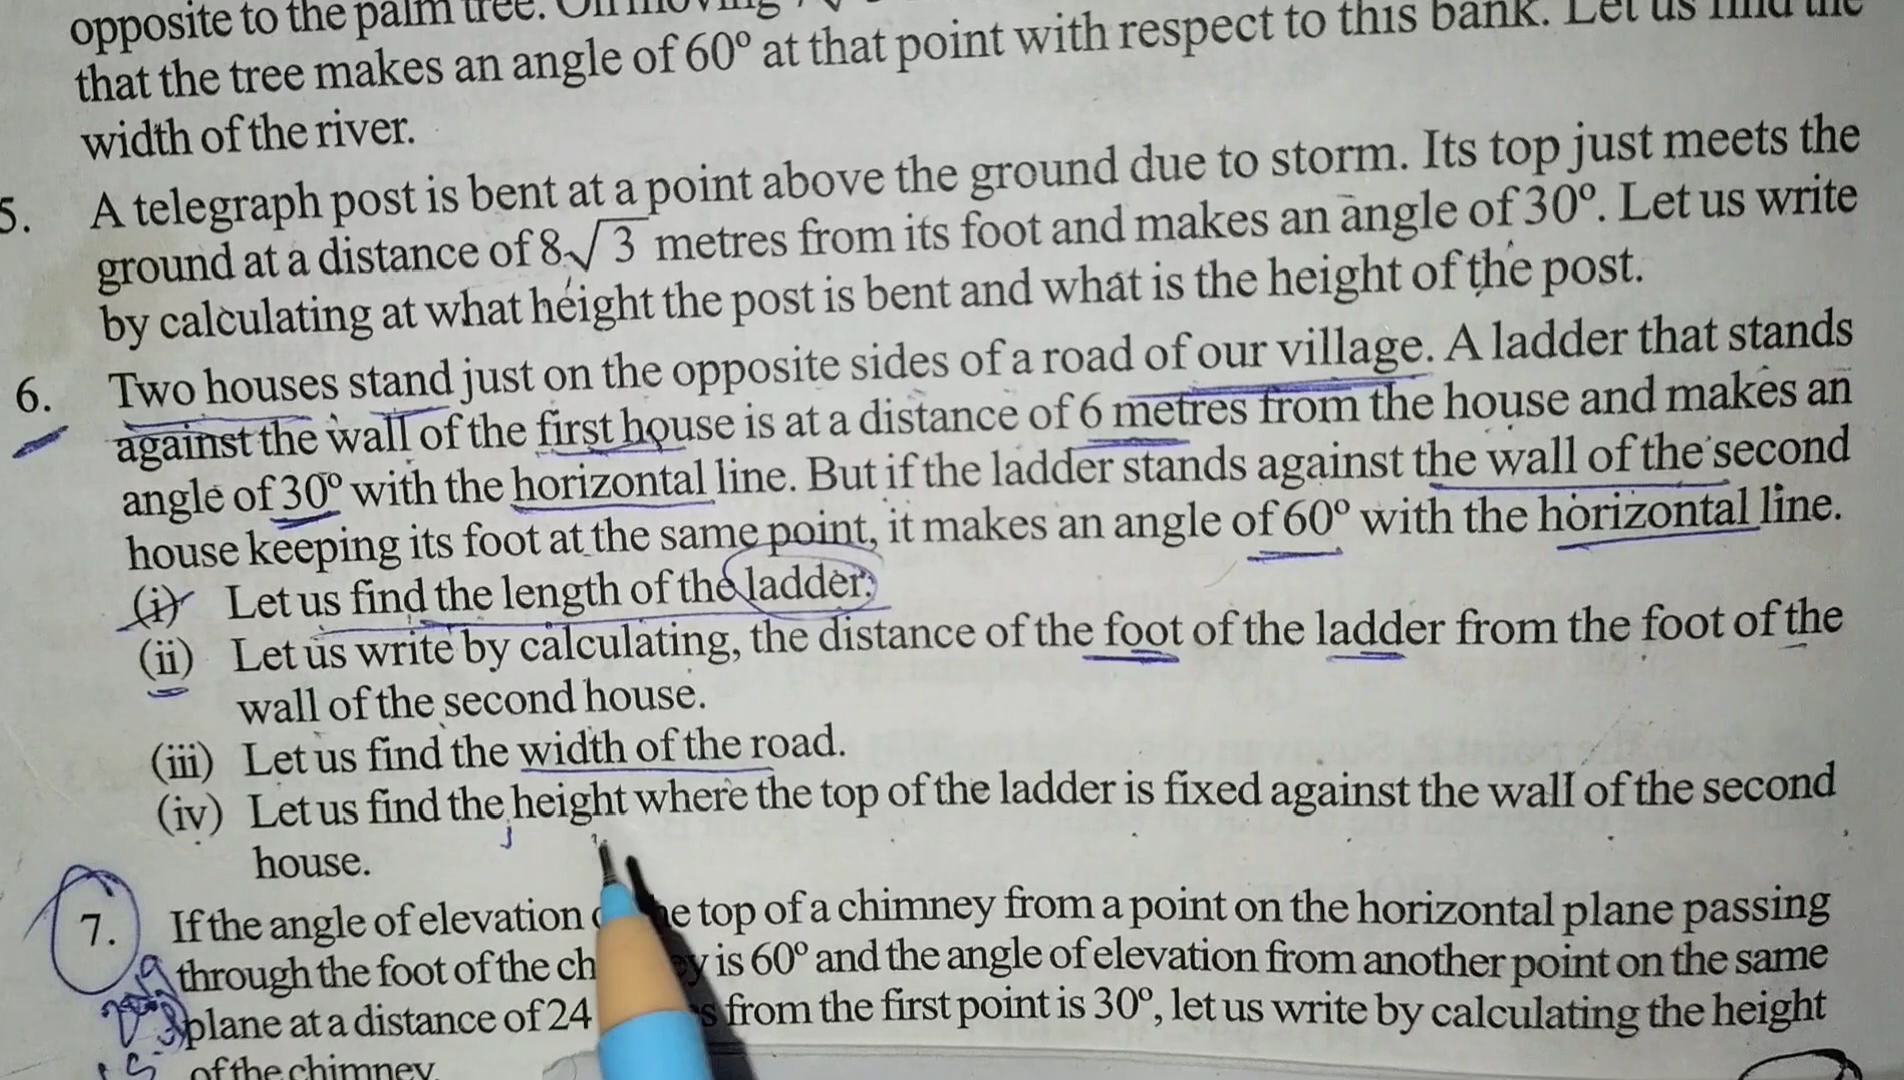 opposite to the palm tree. On moving
that the tree makes an angle of 60° at that point with respect to this bank. Let us find the
width of the river.
5. A telegraph post is bent at a point above the ground due to storm. Its top just meets the
ground at a distance of 8√3 metres from its foot and makes an angle of 30°. Let us write
by calculating at what height the post is bent and what is the height of the post.
6. Two houses stand just on the opposite sides of a road of our village. A ladder that stands
against the wall of the first house is at a distance of 6 metres from the house and makes an
angle of 30° with the horizontal line. But if the ladder stands against the wall of the second
house keeping its foot at the same point, it makes an angle of 60° with the horizontal line.
(i) Let us find the length of the ladder.
(ii) Let us write by calculating, the distance of the foot of the ladder from the foot of the
wall of the second house.
(iii) Let us find the width of the road.
(iv) Let us find the height where the top of the ladder is fixed against the wall of the second
house.
7. If the angle of elevation top of a chimney from a point on the horizontal plane passing
through the foot of the is 60° and the angle of elevation from another point on the same
plane at a distance of 24 from the first point is 30°, let us write by calculating the height
of the chimney.